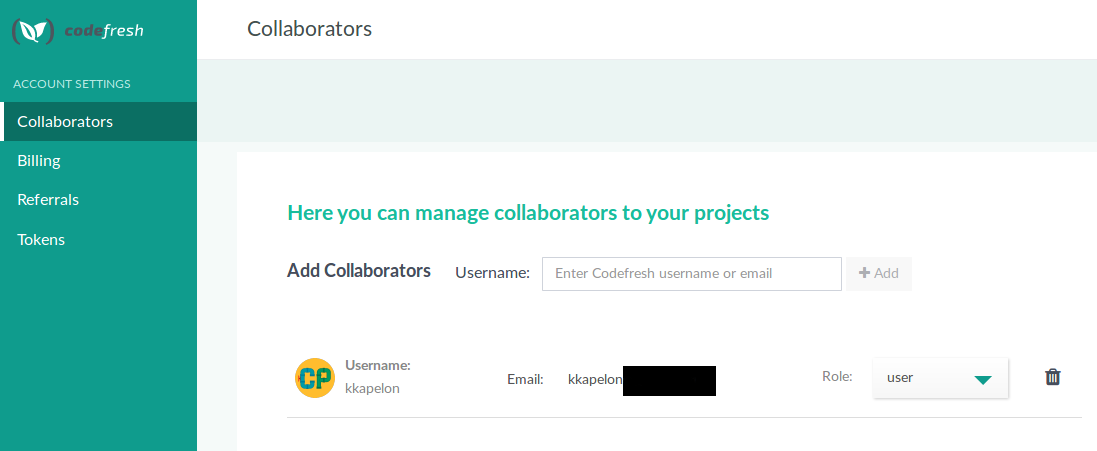 codefresh
Collaborators
ACCOUNT SETTINGS
Collaborators
Billing
Referrals
Tokens
Here you can manage collaborators to your projects
Add Collaborators Username: Enter Codefresh username or email + Add
CP
Username:
kkapelon
Email: kkapelon
Role: user